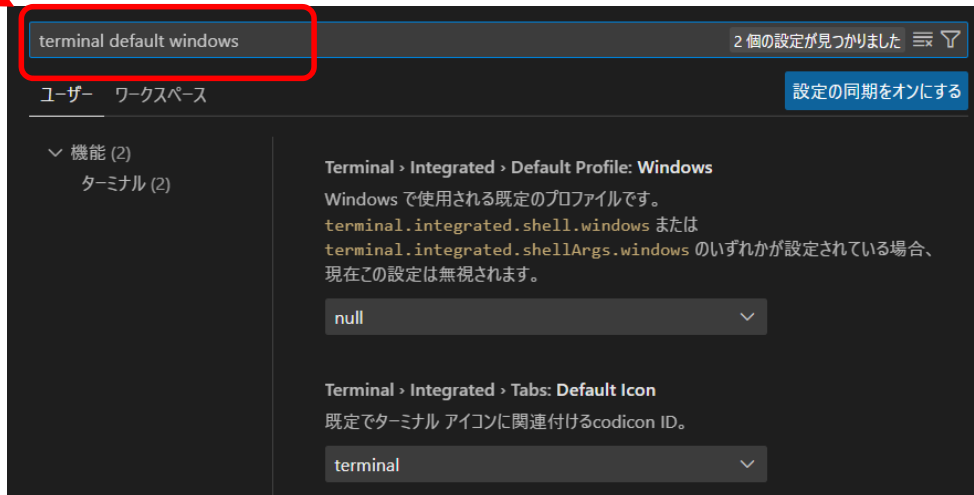 terminal default windows
2 個の設定が見つかりました
ユーザー ワークスペース
設定の同期をオンにする
機能 (2)
ターミナル (2)
Terminal › Integrated › Default Profile: Windows
Windows で使用される既定のプロファイルです。
terminal.integrated.shell.windows または
terminal.integrated.shellArgs.windows のいずれかが設定されている場合、
現在この設定は無視されます。
null
Terminal › Integrated › Tabs: Default Icon
既定でターミナル アイコンに関連付けるcodicon ID。
terminal